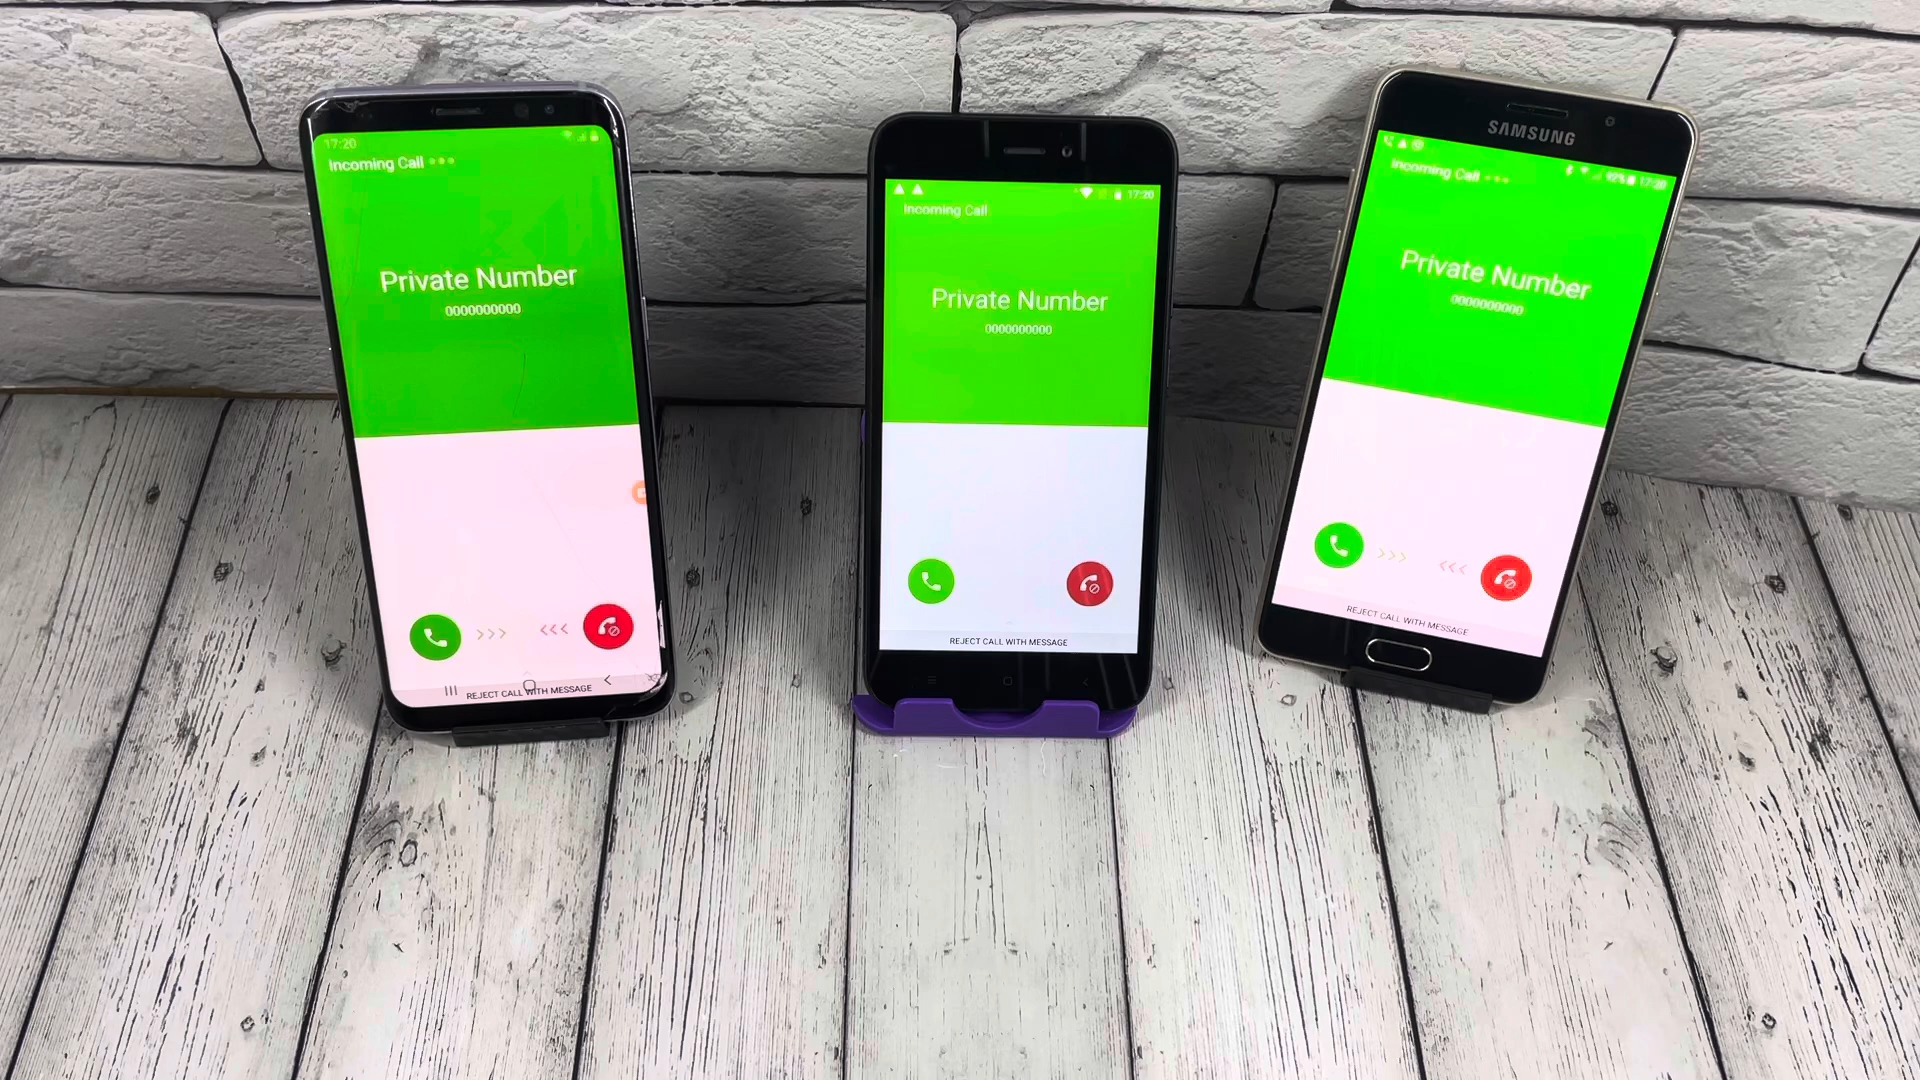 17:20
Incoming Call
Private Number
0000000000
REJECT CALL WITH MESSAGE
17:20
Incoming Call
Private Number
0000000000
REJECT CALL WITH MESSAGE
SAMSUNG
92% 17:20
Incoming Call
Private Number
0000000000
REJECT CALL WITH MESSAGE